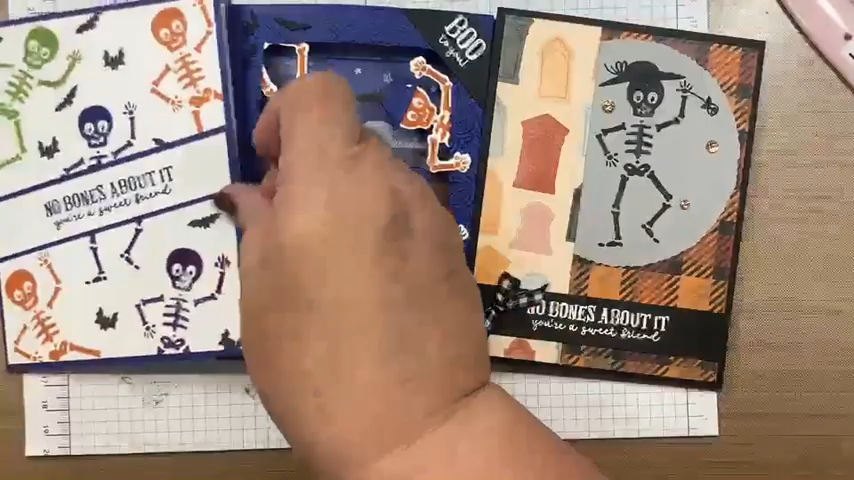 BOO
to you!
NO BONES ABOUT IT
you're a sweet friend
NO BONES ABOUT IT
you're a sweet friend